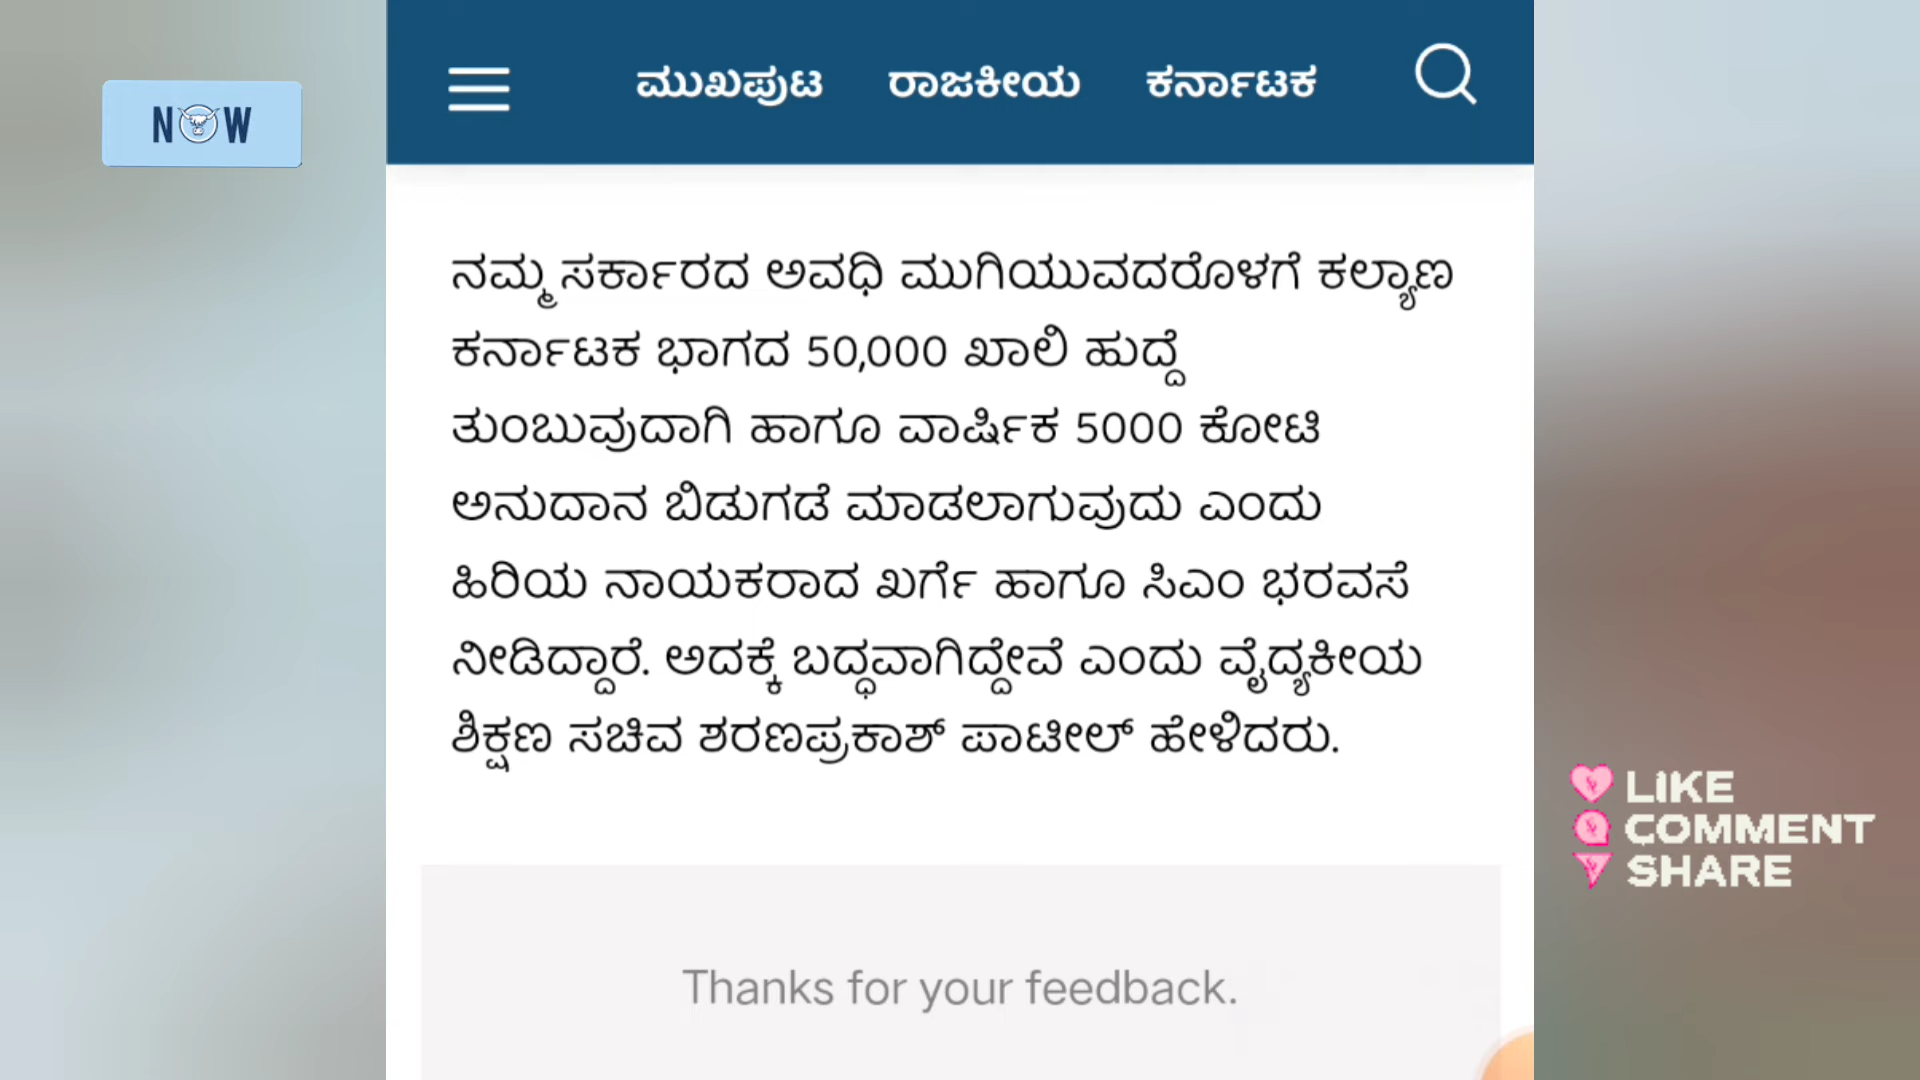 NOW
ಮುಖಪುಟ ರಾಜಕೀಯ ಕರ್ನಾಟಕ
ನಮ್ಮ ಸರ್ಕಾರದ ಅವಧಿ ಮುಗಿಯುವದರೊಳಗೆ ಕಲ್ಯಾಣ
ಕರ್ನಾಟಕ ಭಾಗದ 50,000 ಖಾಲಿ ಹುದ್ದೆ
ತುಂಬುವುದಾಗಿ ಹಾಗೂ ವಾರ್ಷಿಕ 5000 ಕೋಟಿ
ಅನುದಾನ ಬಿಡುಗಡೆ ಮಾಡಲಾಗುವುದು ಎಂದು
ಹಿರಿಯ ನಾಯಕರಾದ ಖರ್ಗೆ ಹಾಗೂ ಸಿಎಂ ಭರವಸೆ
ನೀಡಿದ್ದಾರೆ. ಅದಕ್ಕೆ ಬದ್ಧವಾಗಿದ್ದೇವೆ ಎಂದು ವೈದ್ಯಕೀಯ
ಶಿಕ್ಷಣ ಸಚಿವ ಶರಣಪ್ರಕಾಶ್ ಪಾಟೀಲ್ ಹೇಳಿದರು.
LIKE
COMMENT
SHARE
Thanks for your feedback.